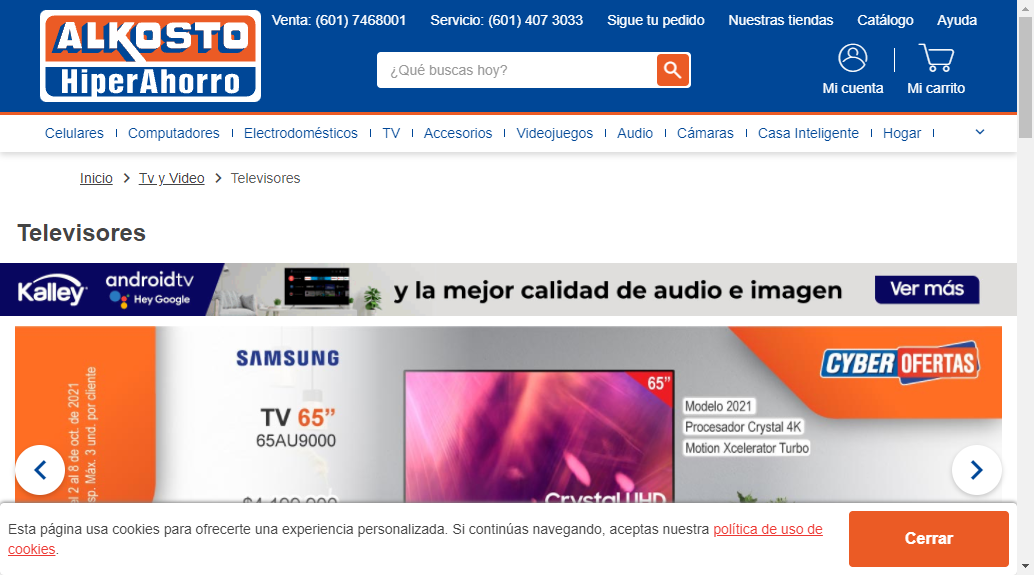 ALKOSTO
HiperAhorro
Venta: (601) 7468001 Servicio: (601) 407 3033 Sigue tu pedido Nuestras tiendas Catálogo Ayuda
¿Qué buscas hoy?
Mi cuenta Mi carrito
Celulares Computadores Electrodomésticos TV Accesorios Videojuegos Audio Cámaras Casa Inteligente Hogar
Inicio Tv y Video Televisores
Televisores
Kalley androidtv
Hey Google
y la mejor calidad de audio e imagen
Ver más
el 2 al 8 de oct. de 2021
sp. Máx. 3 und. por cliente
SAMSUNG
TV 65”
65AU9000
65”
Crystal UHD
CYBER OFERTAS
Modelo 2021
Procesador Crystal 4K
Motion Xcelerator Turbo
Esta página usa cookies para ofrecerte una experiencia personalizada. Si continúas navegando, aceptas nuestra política de uso de
cookies.
Cerrar